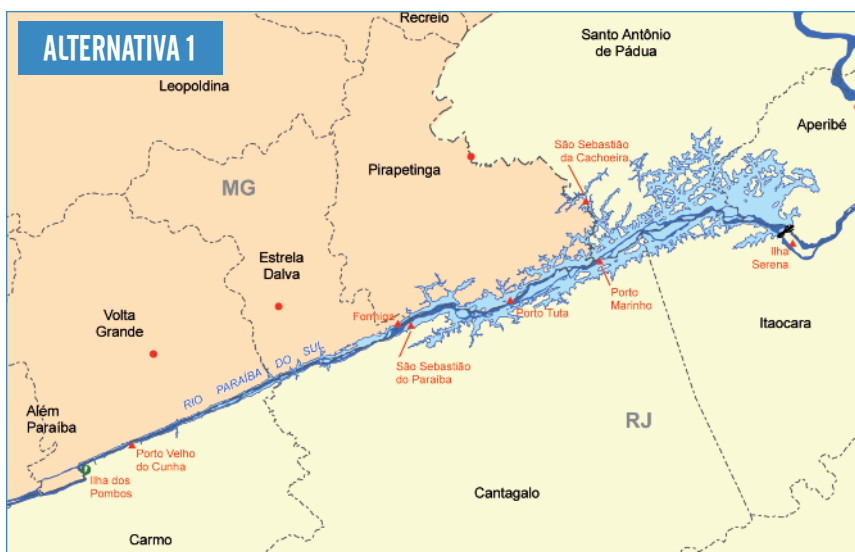 ALTERNATIVA 1
Recreio
Santo Antônio
de Pádua
Leopoldina
Aperibé
São Sebastião
da Cachoeira
Pirapetinga
MG
Estrela
Dalva
Ilha
Serena
Porto
Marinho
Volta
Grande
Formiga
Porto Tuta
Itaocara
São Sebastião
do Paraíba
RIO PARAÍBA DO SUL
Além
Paraíba
RJ
Porto Velho
do Cunha
Ilha dos
Pombos
Cantagalo
Carmo